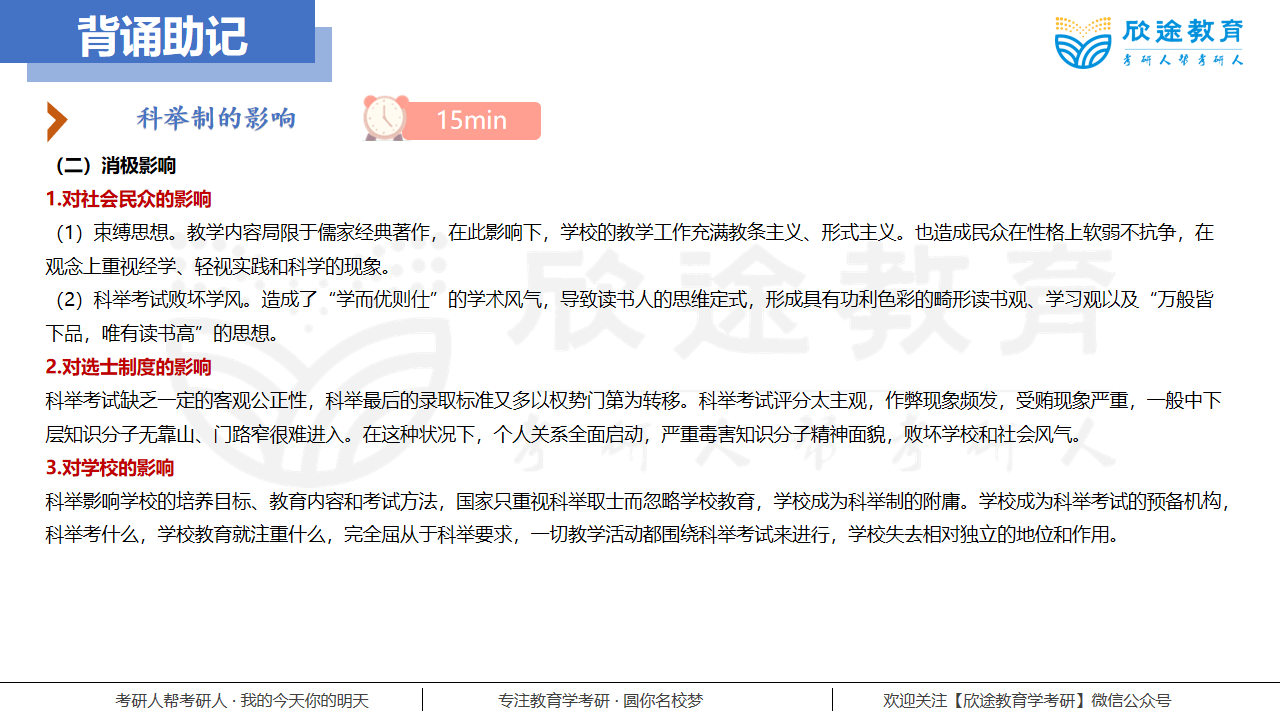 背诵助记
欣途教育
考研人帮考研人
科举制的影响
15min
（二）消极影响
1.对社会民众的影响
（1）束缚思想。教学内容局限于儒家经典著作，在此影响下，学校的教学工作充满教条主义、形式主义。也造成民众在性格上软弱不抗争，在
观念上重视经学、轻视实践和科学的现象。
（2）科举考试败坏学风。造成了“学而优则仕”的学术风气，导致读书人的思维定式，形成具有功利色彩的畸形读书观、学习观以及“万般皆
下品，唯有读书高”的思想。
2.对选士制度的影响
科举考试缺乏一定的客观公正性，科举最后的录取标准又多以权势门第为转移。科举考试评分太主观，作弊现象频发，受贿现象严重，一般中下
层知识分子无靠山、门路窄很难进入。在这种状况下，个人关系全面启动，严重毒害知识分子精神面貌，败坏学校和社会风气。
3.对学校的影响
科举影响学校的培养目标、教育内容和考试方法，国家只重视科举取士而忽略学校教育，学校成为科举制的附庸。学校成为科举考试的预备机构，
科举考什么，学校教育就注重什么，完全屈从于科举要求，一切教学活动都围绕科举考试来进行，学校失去相对独立的地位和作用。
欣途教育
考研人帮考研人
考研人帮考研人·我的今天你的明天
专注教育学考研·圆你名校梦
欢迎关注【欣途教育学考研】微信公众号